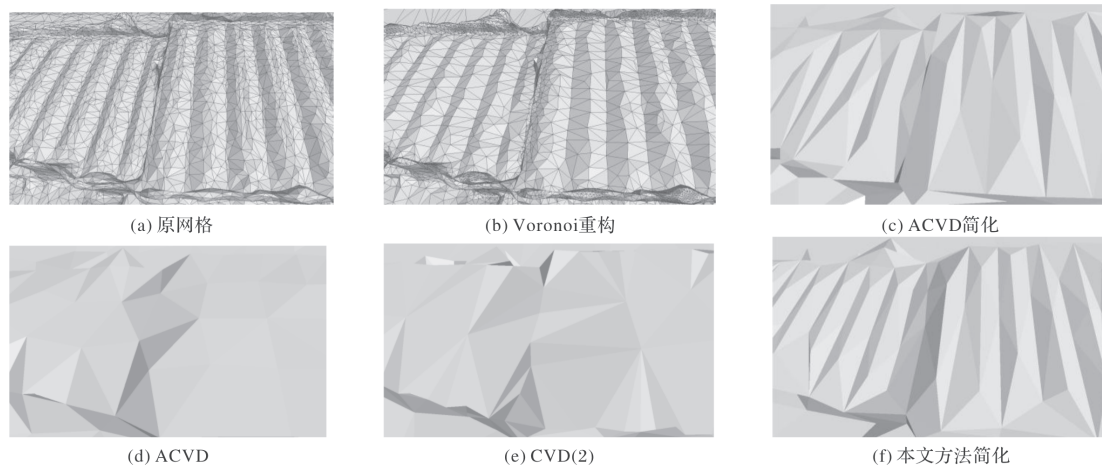 (a) 原网格
(b) Voronoi重构
(c) ACVD简化
(d) ACVD
(e) CVD(2)
(f) 本文方法简化